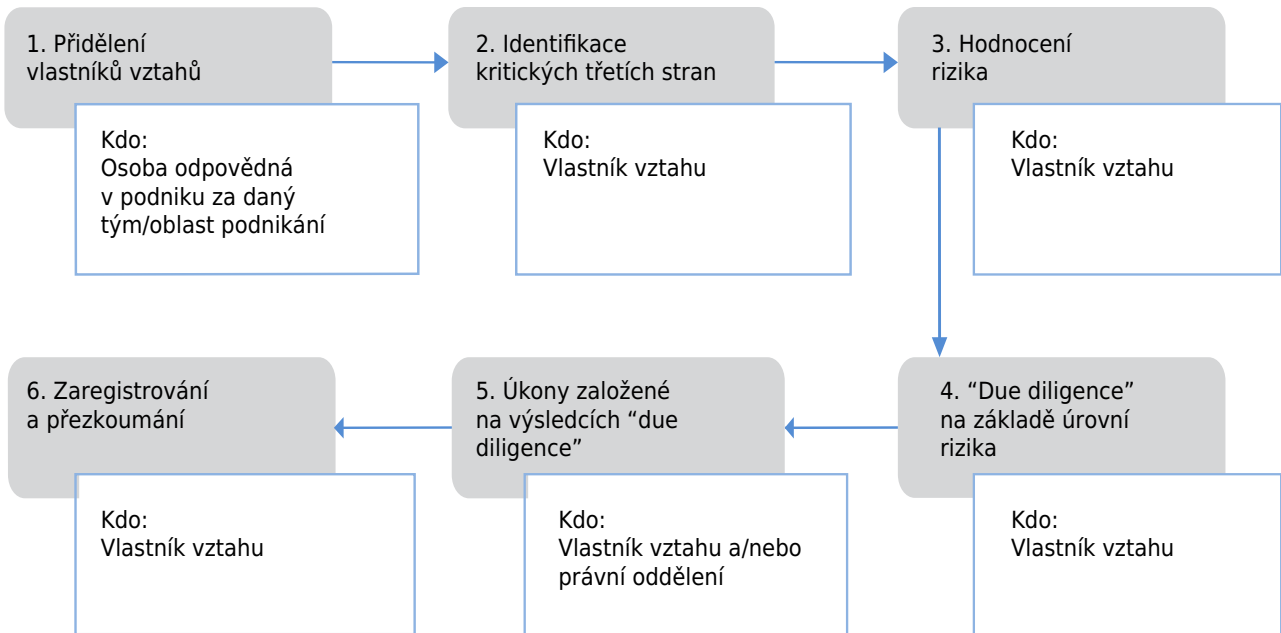 1. Přidělení
vlastníků vztahů
Kdo:
Osoba odpovědná
v podniku za daný
tým/oblast podnikání
2. Identifikace
kritických třetích stran
Kdo:
Vlastník vztahu
3. Hodnocení
rizika
Kdo:
Vlastník vztahu
4. “Due diligence”
na základě úrovní
rizika
Kdo:
Vlastník vztahu
5. Úkony založené
na výsledcích “due
diligence”
Kdo:
Vlastník vztahu a/nebo
právní oddělení
6. Zaregistrování
a přezkoumání
Kdo:
Vlastník vztahu